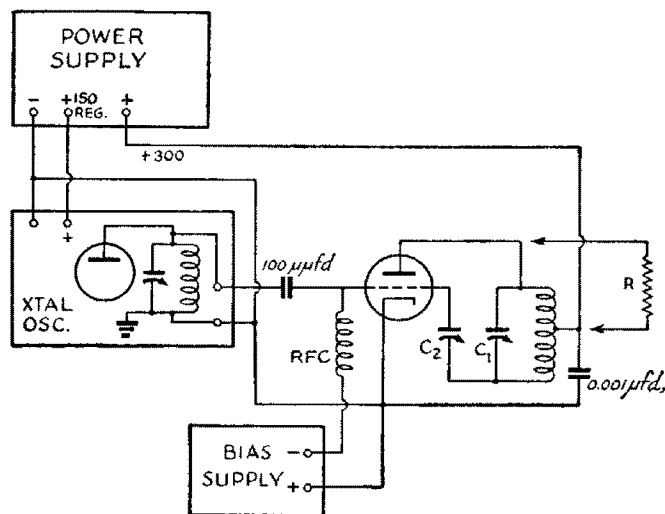 POWER
SUPPLY
- +150 +
REG.
+300
+
XTAL
OSC.
100 µµfd
RFC
C2
C1
R
0.001 µfd.
BIAS -
SUPPLY +